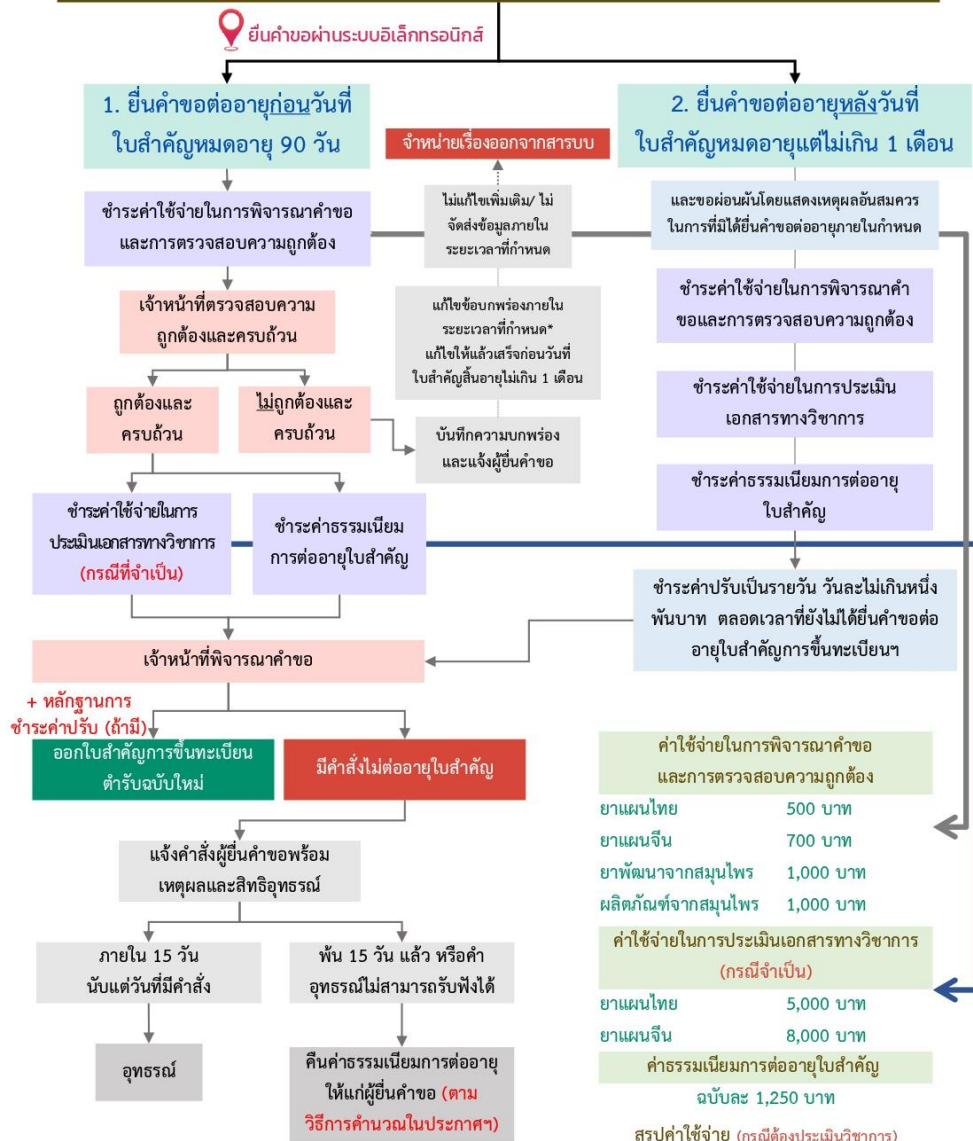 ยื่นคำขอผ่านระบบอิเล็กทรอนิกส์
1. ยื่นคำขอต่ออายุก่อนวันที่
ใบสำคัญหมดอายุ 90 วัน
ชำระค่าใช้จ่ายในการพิจารณาคำขอ
และการตรวจสอบความถูกต้อง
เจ้าหน้าที่ตรวจสอบความ
ถูกต้องและครบถ้วน
ถูกต้องและ
ครบถ้วน
ไม่ถูกต้องและ
ครบถ้วน
จำหน่ายเรื่องออกจากสารบบ
ไม่แก้ไขเพิ่มเติม/ ไม่
จัดส่งข้อมูลภายใน
ระยะเวลาที่กำหนด
แก้ไขข้อบกพร่องภายใน
ระยะเวลาที่กำหนด*
แก้ไขให้แล้วเสร็จก่อนวันที่
ใบสำคัญสิ้นอายุไม่เกิน 1 เดือน
บันทึกความบกพร่อง
และแจ้งผู้ยื่นคำขอ
ชำระค่าใช้จ่ายในการ
ประเมินเอกสารทางวิชาการ
(กรณีที่จำเป็น)
ชำระค่าธรรมเนียม
การต่ออายุใบสำคัญ
2. ยื่นคำขอต่ออายุหลังวันที่
ใบสำคัญหมดอายุแต่ไม่เกิน 1 เดือน
และขอผ่อนผันโดยแสดงเหตุผลอันสมควร
ในการที่มิได้ยื่นคำขอต่ออายุภายในกำหนด
ชำระค่าใช้จ่ายในการพิจารณาคำ
ขอและการตรวจสอบความถูกต้อง
ชำระค่าใช้จ่ายในการประเมิน
เอกสารทางวิชาการ
ชำระค่าธรรมเนียมการต่ออายุ
ใบสำคัญ
ชำระค่าปรับเป็นรายวัน วันละไม่เกินหนึ่ง
พันบาท ตลอดเวลาที่ยังไม่ได้ยื่นคำขอต่อ
อายุใบสำคัญการขึ้นทะเบียนฯ
เจ้าหน้าที่พิจารณาคำขอ
+ หลักฐานการ
ชำระค่าปรับ (ถ้ามี)
ออกใบสำคัญการขึ้นทะเบียน
ตำรับฉบับใหม่
มีคำสั่งไม่ต่ออายุใบสำคัญ
แจ้งคำสั่งผู้ยื่นคำขอพร้อม
เหตุผลและสิทธิอุทธรณ์
ภายใน 15 วัน
นับแต่วันที่มีคำสั่ง
พ้น 15 วัน แล้ว หรือคำ
อุทธรณ์ไม่สามารถรับฟังได้
อุทธรณ์
คืนค่าธรรมเนียมการต่ออายุ
ให้แก่ผู้ยื่นคำขอ (ตาม
วิธีการคำนวณในประกาศฯ)
ค่าใช้จ่ายในการพิจารณาคำขอ
และการตรวจสอบความถูกต้อง
ยาแผนไทย 500 บาท
ยาแผนจีน 700 บาท
ยาพัฒนาจากสมุนไพร 1,000 บาท
ผลิตภัณฑ์จากสมุนไพร 1,000 บาท
ค่าใช้จ่ายในการประเมินเอกสารทางวิชาการ
(กรณีจำเป็น)
ยาแผนไทย 5,000 บาท
ยาแผนจีน 8,000 บาท
ค่าธรรมเนียมการต่ออายุใบสำคัญ
ฉบับละ 1,250 บาท
สรุปค่าใช้จ่าย (กรณีต้องประเมินวิชาการ)